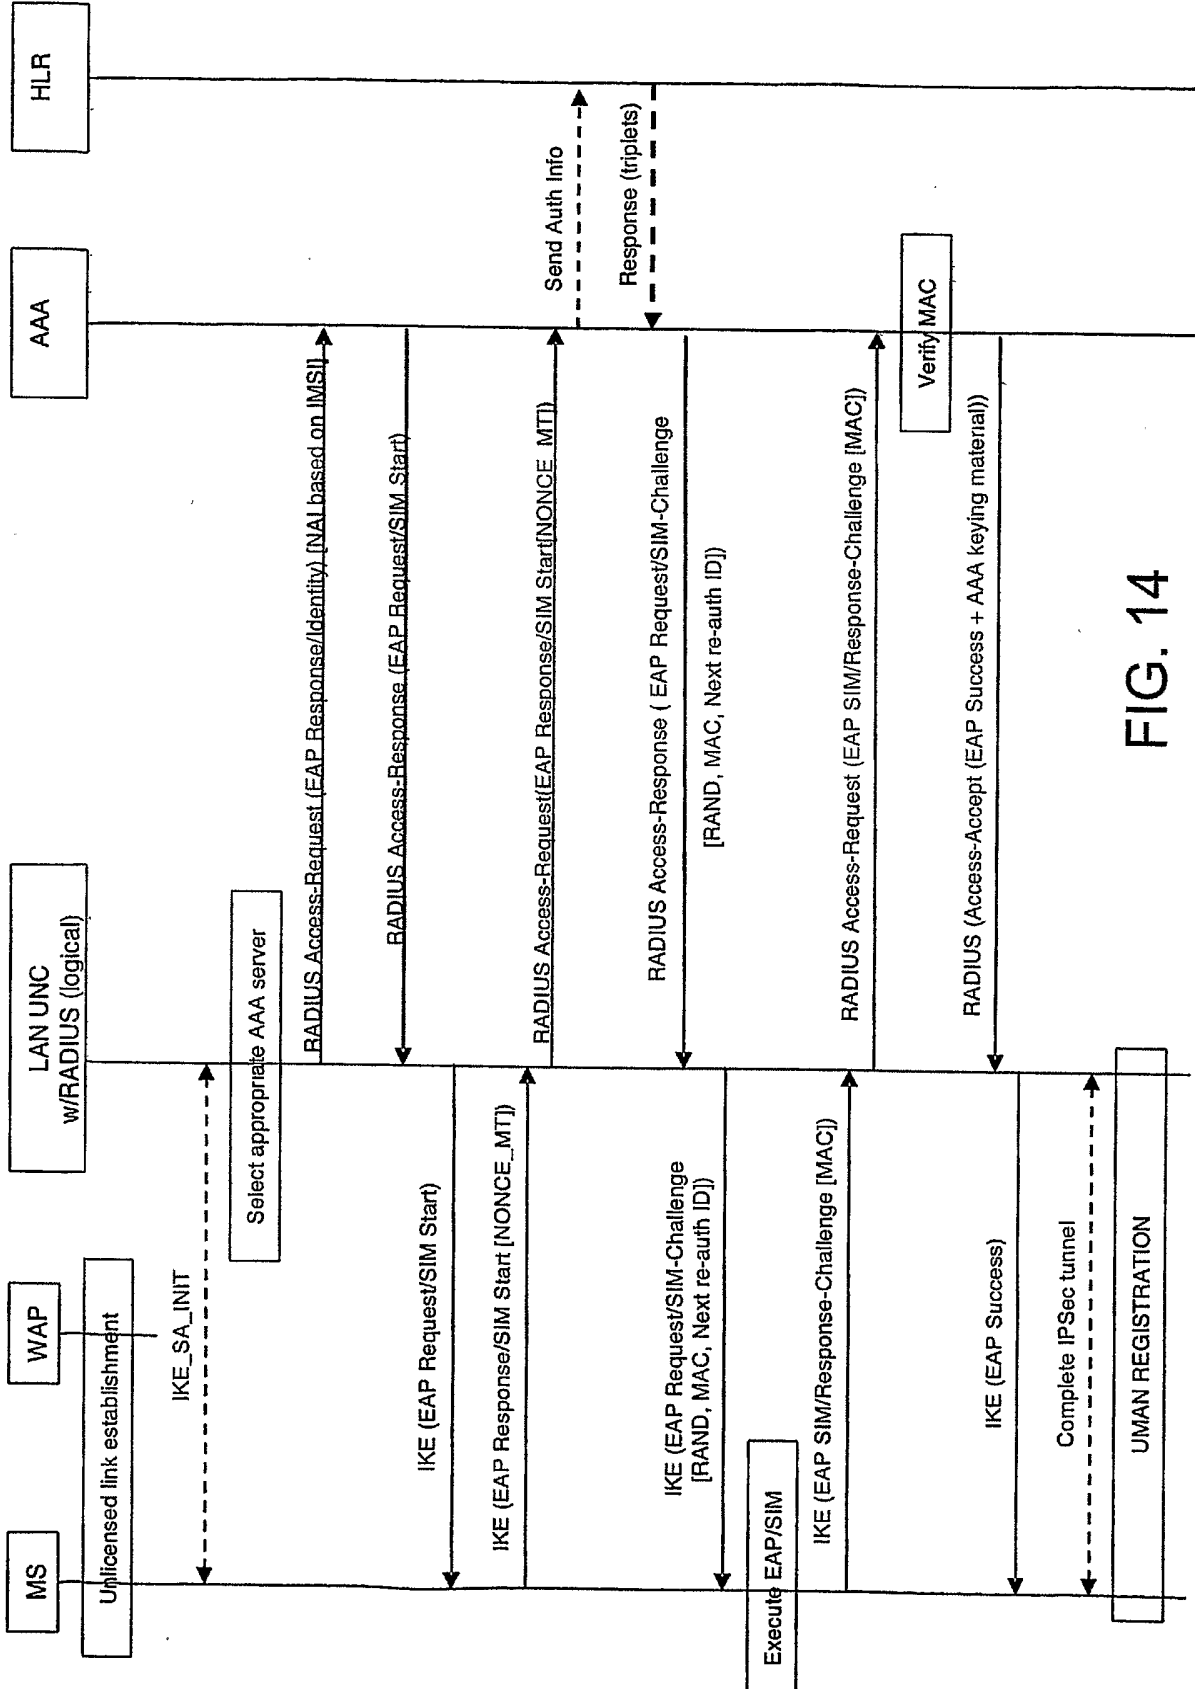 MS
WAP
LAN UNC
w/RADIUS (logical)
AAA
HLR
Unlicensed link establishment
IKE_SA_INIT
Select appropriate AAA server
RADIUS Access-Request (EAP Response/Identity) [NAI based on IMSI]
RADIUS Access-Response (EAP Request/SIM Start)
IKE (EAP Request/SIM Start)
IKE (EAP Response/SIM Start [NONCE_MT])
RADIUS Access-Request(EAP Response/SIM Start[NONCE_MT])
Send Auth Info
Response (triplets)
RADIUS Access-Response ( EAP Request/SIM-Challenge
[RAND, MAC, Next re-auth ID])
IKE (EAP Request/SIM-Challenge
[RAND, MAC, Next re-auth ID])
Execute EAP/SIM
IKE (EAP SIM/Response-Challenge [MAC])
RADIUS Access-Request (EAP SIM/Response-Challenge [MAC])
Verify MAC
RADIUS (Access-Accept (EAP Success + AAA keying material))
IKE (EAP Success)
Complete IPSec tunnel
UMAN REGISTRATION
FIG. 14